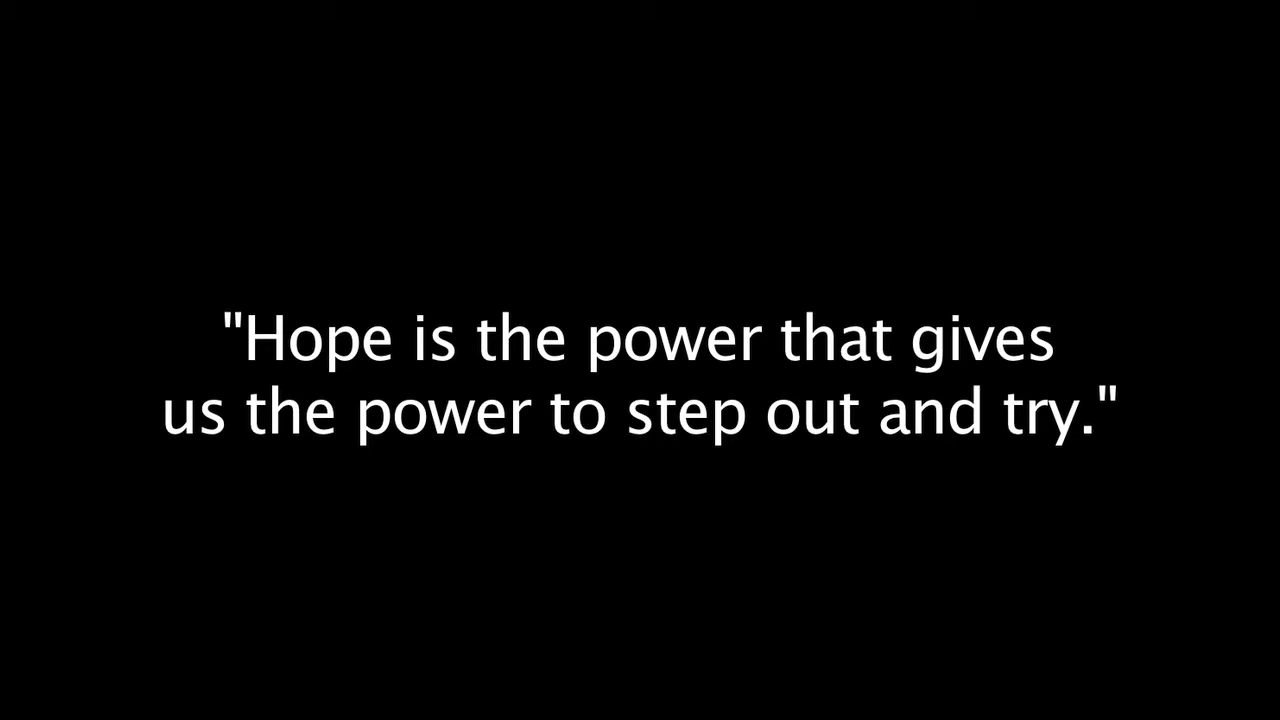 "Hope is the power that gives
us the power to step out and try."